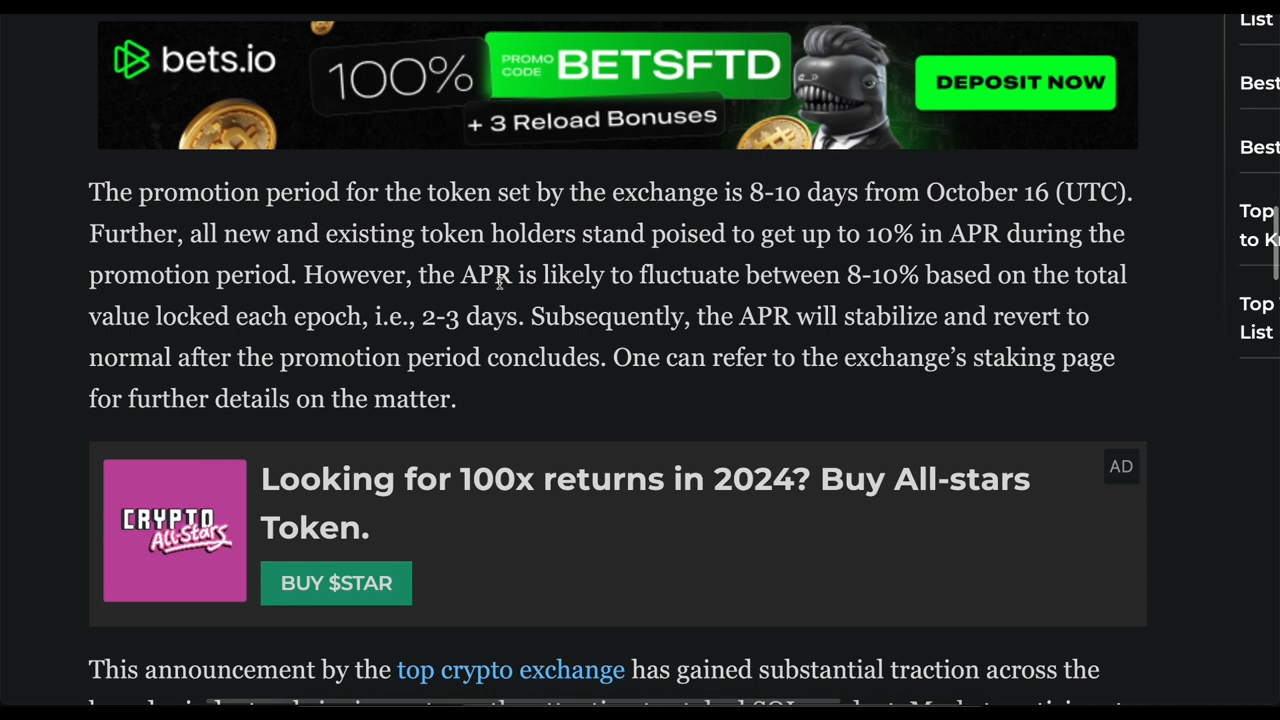 List
bets.io
100%
PROMO CODE BETSFTD
+ 3 Reload Bonuses
DEPOSIT NOW
Best
Best
Top
to K
Top
List
The promotion period for the token set by the exchange is 8-10 days from October 16 (UTC).
Further, all new and existing token holders stand poised to get up to 10% in APR during the
promotion period. However, the APR is likely to fluctuate between 8-10% based on the total
value locked each epoch, i.e., 2-3 days. Subsequently, the APR will stabilize and revert to
normal after the promotion period concludes. One can refer to the exchange’s staking page
for further details on the matter.
CRYPTO
All-Stars
Looking for 100x returns in 2024? Buy All-stars
Token.
AD
BUY $STAR
This announcement by the top crypto exchange has gained substantial traction across the